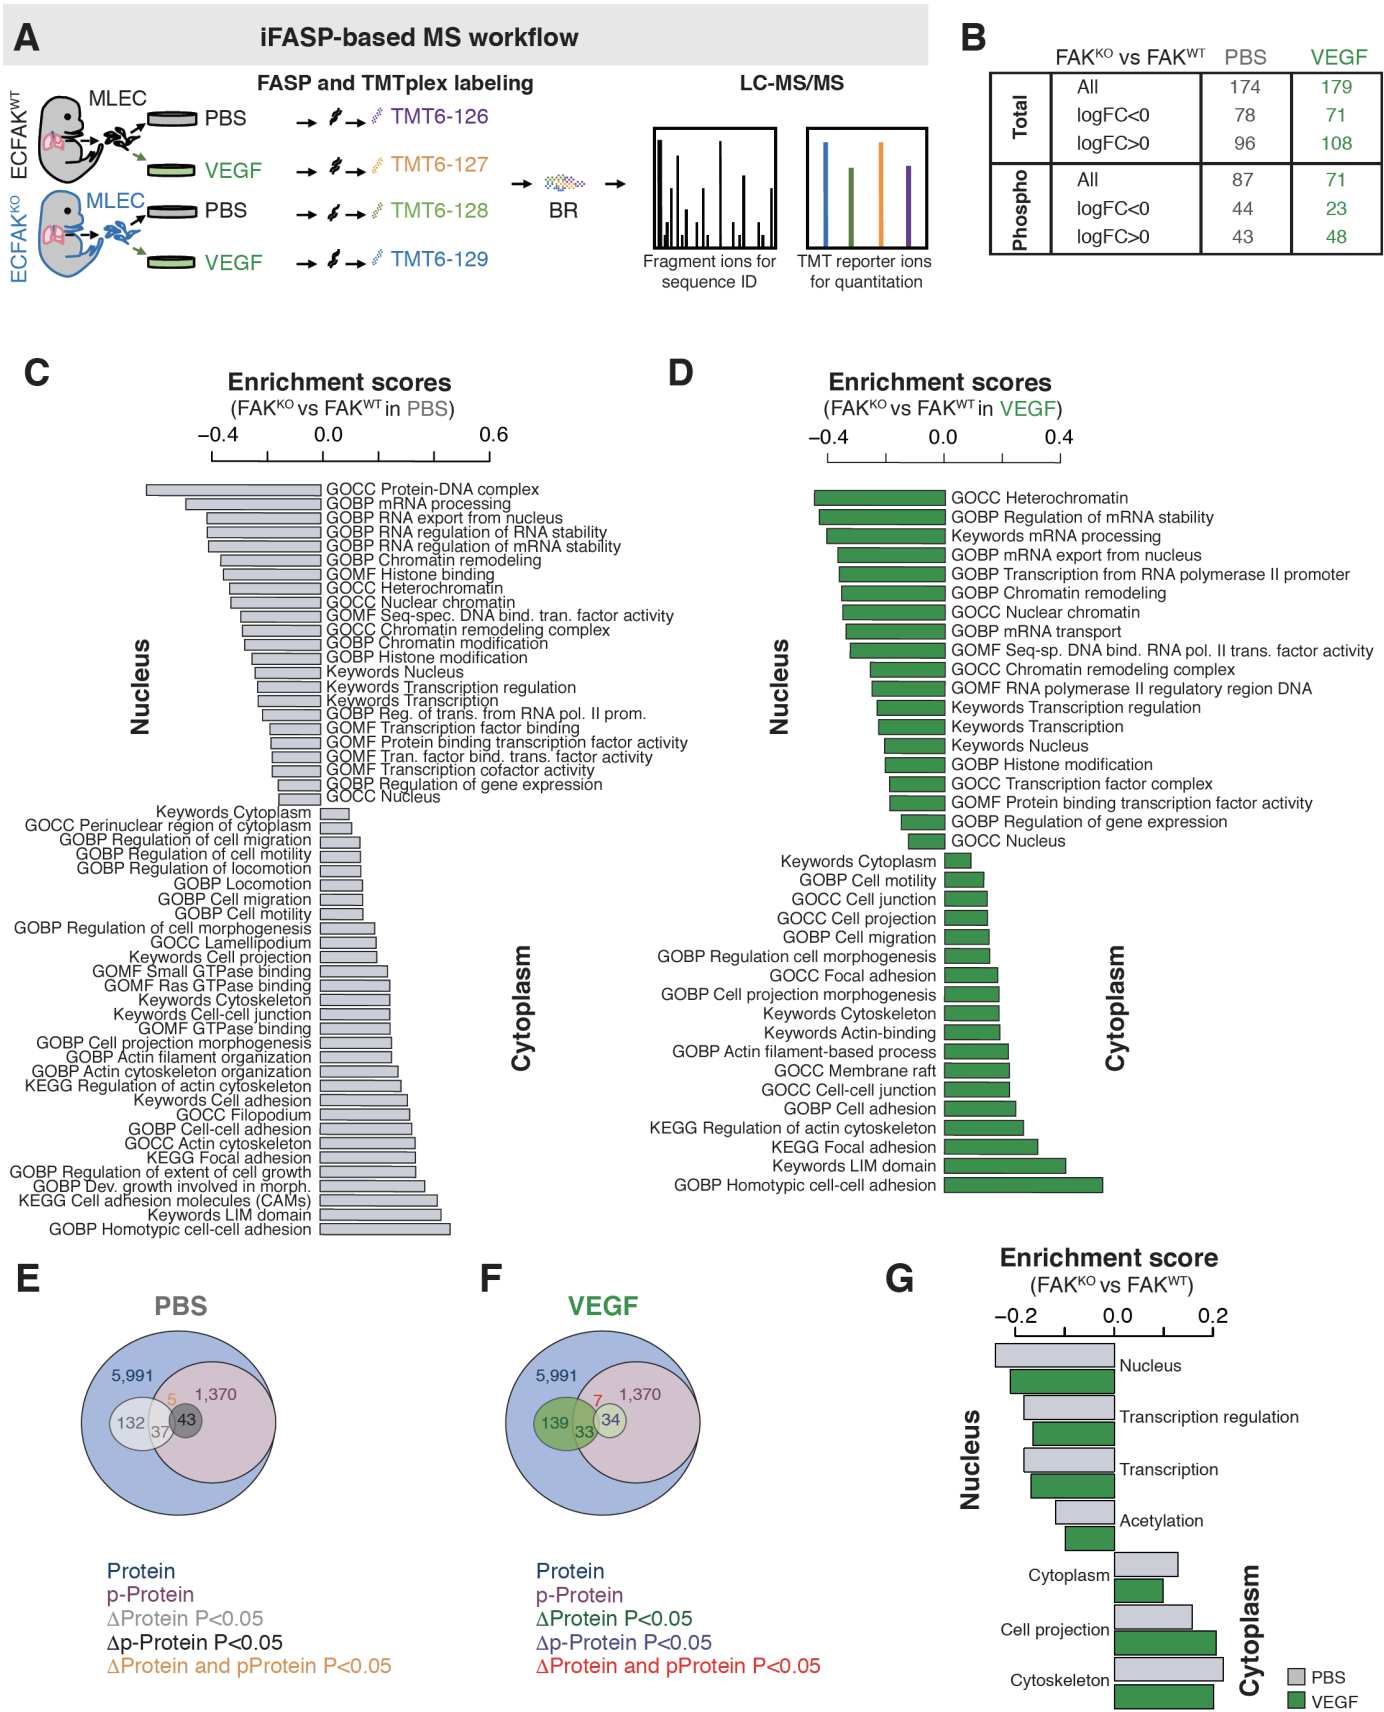 A
iFASP-based MS workflow
FASP and TMTplex labeling
LC-MS/MS
ECFAKWT
MLEC
PBS
TMT6-126
VEGF
TMT6-127
ECFAKKO
MLEC
PBS
TMT6-128
VEGF
TMT6-129
BR
Fragment ions for
sequence ID
TMT reporter ions
for quantitation
B
FAKKO vs FAKWT PBS VEGF
Total
All 174 179
logFC<0 78 71
logFC>0 96 108
Phospho
All 87 71
logFC<0 44 23
logFC>0 43 48
C
Enrichment scores
(FAKKO vs FAKWT in PBS)
−0.4 0.0 0.6
GOCC Protein-DNA complex
GOBP mRNA processing
GOBP RNA export from nucleus
GOBP RNA regulation of RNA stability
GOBP RNA regulation of mRNA stability
GOBP Chromatin remodeling
GOMF Histone binding
GOCC Heterochromatin
GOCC Nuclear chromatin
GOMF Seq-spec. DNA bind. tran. factor activity
GOCC Chromatin remodeling complex
GOBP Chromatin modification
GOBP Histone modification
Keywords Nucleus
Keywords Transcription regulation
Keywords Transcription
GOBP Reg. of trans. from RNA pol. II prom.
GOMF Transcription factor binding
GOMF Protein binding transcription factor activity
GOMF Tran. factor bind. trans. factor activity
GOMF Transcription cofactor activity
GOBP Regulation of gene expression
GOCC Nucleus
Nucleus
Keywords Cytoplasm
GOCC Perinuclear region of cytoplasm
GOBP Regulation of cell migration
GOBP Regulation of cell motility
GOBP Regulation of locomotion
GOBP Locomotion
GOBP Cell migration
GOBP Cell motility
GOBP Regulation of cell morphogenesis
GOCC Lamellipodium
Keywords Cell projection
GOMF Small GTPase binding
GOMF Ras GTPase binding
Keywords Cytoskeleton
Keywords Cell-cell junction
GOMF GTPase binding
GOBP Cell projection morphogenesis
GOBP Actin filament organization
GOBP Actin cytoskeleton organization
KEGG Regulation of actin cytoskeleton
Keywords Cell adhesion
GOCC Filopodium
GOBP Cell-cell adhesion
GOCC Actin cytoskeleton
KEGG Focal adhesion
GOBP Regulation of extent of cell growth
GOBP Dev. growth involved in morph.
KEGG Cell adhesion molecules (CAMs)
Keywords LIM domain
GOBP Homotypic cell-cell adhesion
Cytoplasm
D
Enrichment scores
(FAKKO vs FAKWT in VEGF)
−0.4 0.0 0.4
GOCC Heterochromatin
GOBP Regulation of mRNA stability
Keywords mRNA processing
GOBP mRNA export from nucleus
GOBP Transcription from RNA polymerase II promoter
GOBP Chromatin remodeling
GOCC Nuclear chromatin
GOBP mRNA transport
GOMF Seq-sp. DNA bind. RNA pol. II trans. factor activity
GOCC Chromatin remodeling complex
GOMF RNA polymerase II regulatory region DNA
Keywords Transcription regulation
Keywords Transcription
Keywords Nucleus
GOBP Histone modification
GOCC Transcription factor complex
GOMF Protein binding transcription factor activity
GOBP Regulation of gene expression
GOCC Nucleus
Nucleus
Keywords Cytoplasm
GOBP Cell motility
GOCC Cell junction
GOCC Cell projection
GOBP Cell migration
GOBP Regulation cell morphogenesis
GOCC Focal adhesion
GOBP Cell projection morphogenesis
Keywords Cytoskeleton
Keywords Actin-binding
GOBP Actin filament-based process
GOCC Membrane raft
GOCC Cell-cell junction
GOBP Cell adhesion
KEGG Regulation of actin cytoskeleton
KEGG Focal adhesion
Keywords LIM domain
GOBP Homotypic cell-cell adhesion
Cytoplasm
E
PBS
5,991
5
1,370
132
37
43
Protein
p-Protein
ΔProtein P<0.05
Δp-Protein P<0.05
ΔProtein and pProtein P<0.05
F
VEGF
5,991
7
1,370
139
33
34
Protein
p-Protein
ΔProtein P<0.05
Δp-Protein P<0.05
ΔProtein and pProtein P<0.05
G
Enrichment score
(FAKKO vs FAKWT)
−0.2 0.0 0.2
Nucleus
Transcription regulation
Transcription
Acetylation
Nucleus
Cytoplasm
Cell projection
Cytoskeleton
Cytoplasm
PBS
VEGF